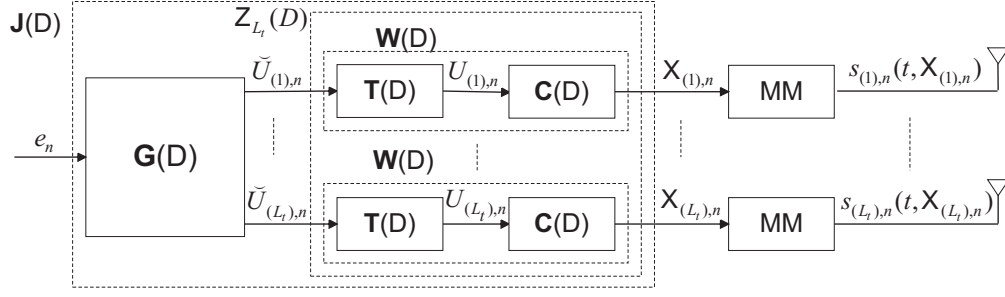 J(D)
Z_{L_t}(D)
W(D)
Ŭ_{(1),n} T(D) U_{(1),n} C(D) X_{(1),n} MM s_{(1),n}(t, X_{(1),n})
e_n G(D)
W(D)
Ŭ_{(L_t),n} T(D) U_{(L_t),n} C(D) X_{(L_t),n} MM s_{(L_t),n}(t, X_{(L_t),n})